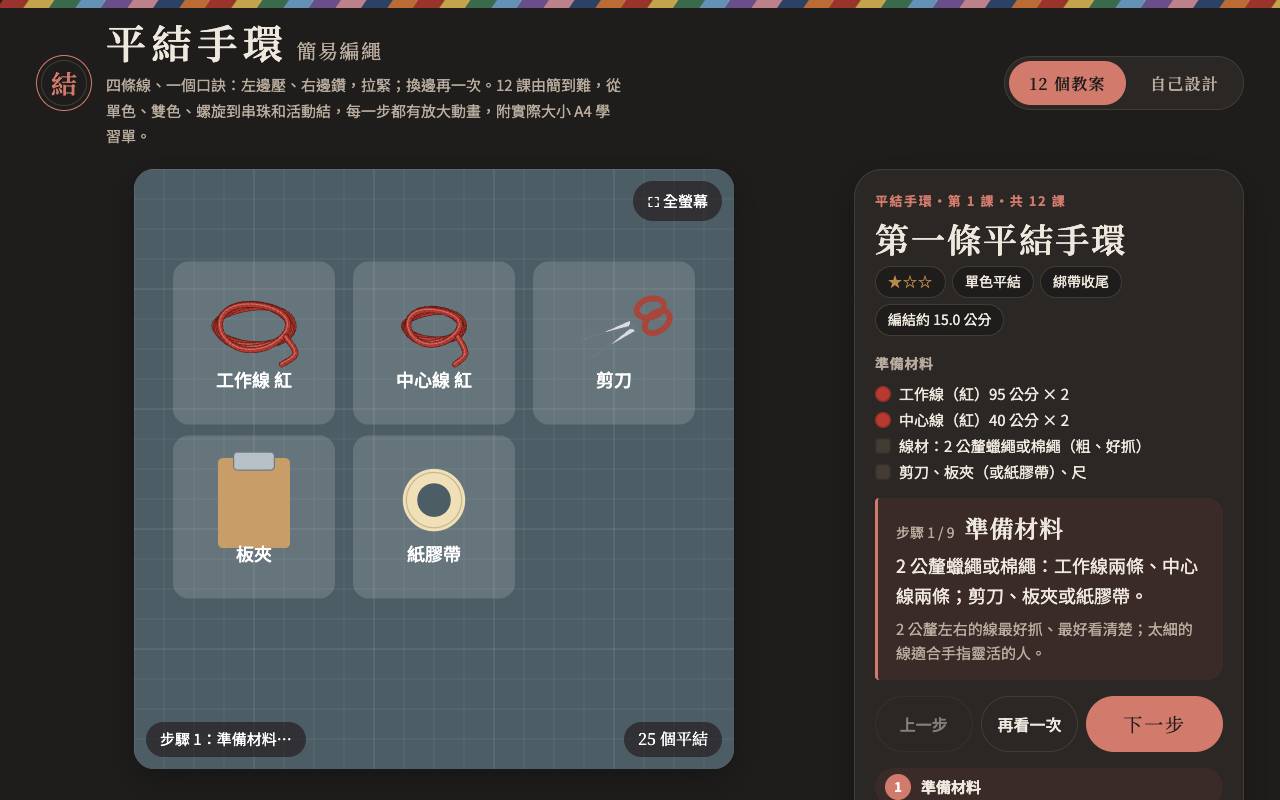 結
平結手環 簡易編繩
四條線、一個口訣：左邊壓、右邊鑽，拉緊；換邊再一次。12 課由簡到難，從
單色、雙色、螺旋到串珠和活動結，每一步都有放大動畫，附實際大小 A4 學
習單。
12 個教案
自己設計
全螢幕
工作線 紅
中心線 紅
剪刀
板夾
紙膠帶
步驟 1：準備材料⋯
25 個平結
平結手環・第 1 課・共 12 課
第一條平結手環
★☆☆
單色平結
綁帶收尾
編結約 15.0 公分
準備材料
工作線（紅）95 公分 × 2
中心線（紅）40 公分 × 2
線材：2 公釐蠟繩或棉繩（粗、好抓）
剪刀、板夾（或紙膠帶）、尺
步驟 1 / 9 準備材料
2 公釐蠟繩或棉繩：工作線兩條、中心
線兩條；剪刀、板夾或紙膠帶。
2 公釐左右的線最好抓、最好看清楚；太細的
線適合手指靈活的人。
上一步
再看一次
下一步
1 準備材料